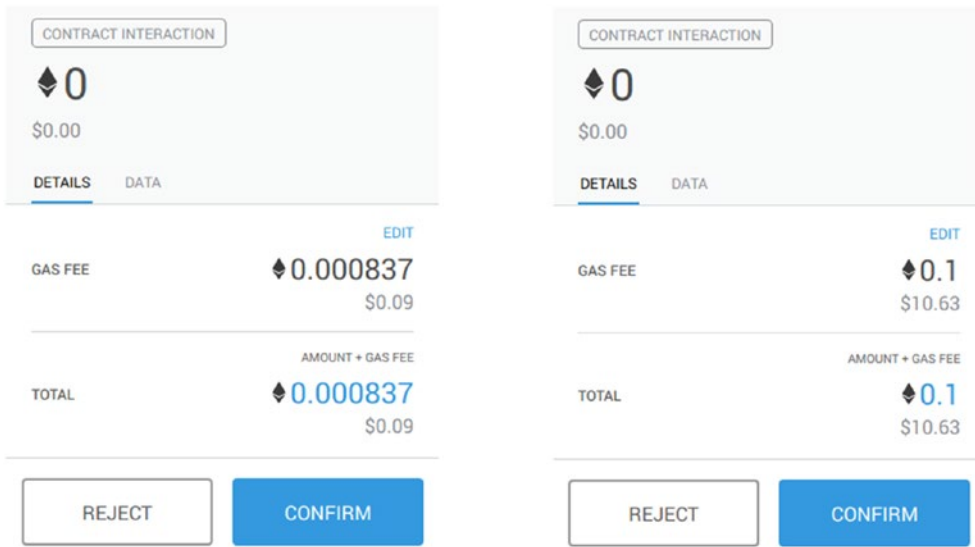 CONTRACT INTERACTION
0
$0.00
DETAILS DATA
EDIT
GAS FEE 0.000837
$0.09
AMOUNT + GAS FEE
TOTAL 0.000837
$0.09
REJECT CONFIRM
CONTRACT INTERACTION
0
$0.00
DETAILS DATA
EDIT
GAS FEE 0.1
$10.63
AMOUNT + GAS FEE
TOTAL 0.1
$10.63
REJECT CONFIRM